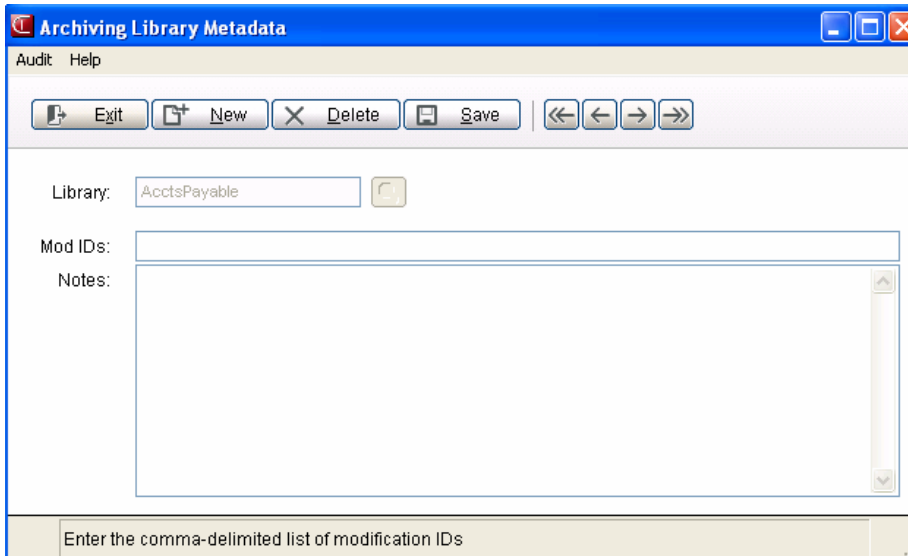 Archiving Library Metadata
Audit Help
Exit New Delete Save
Library: AcctsPayable
Mod IDs:
Notes:
Enter the comma-delimited list of modification IDs